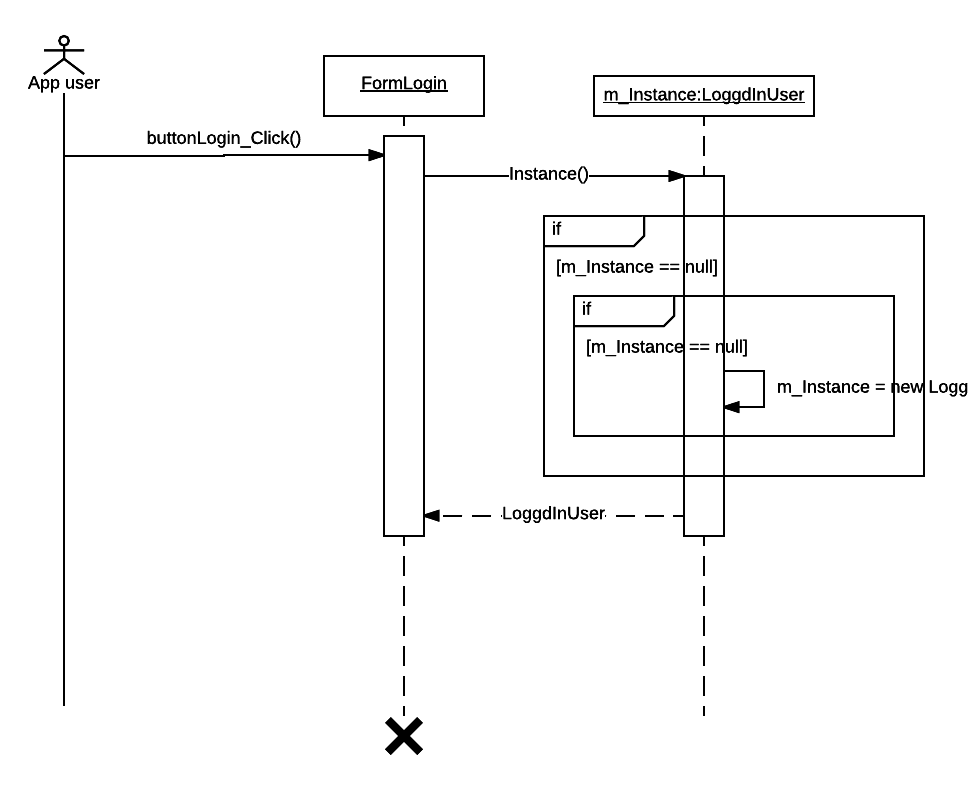 App user
FormLogin
m_Instance:LoggdInUser
buttonLogin_Click()
Instance()
if
[m_Instance == null]
if
[m_Instance == null]
m_Instance = new Logg
LoggdInUser